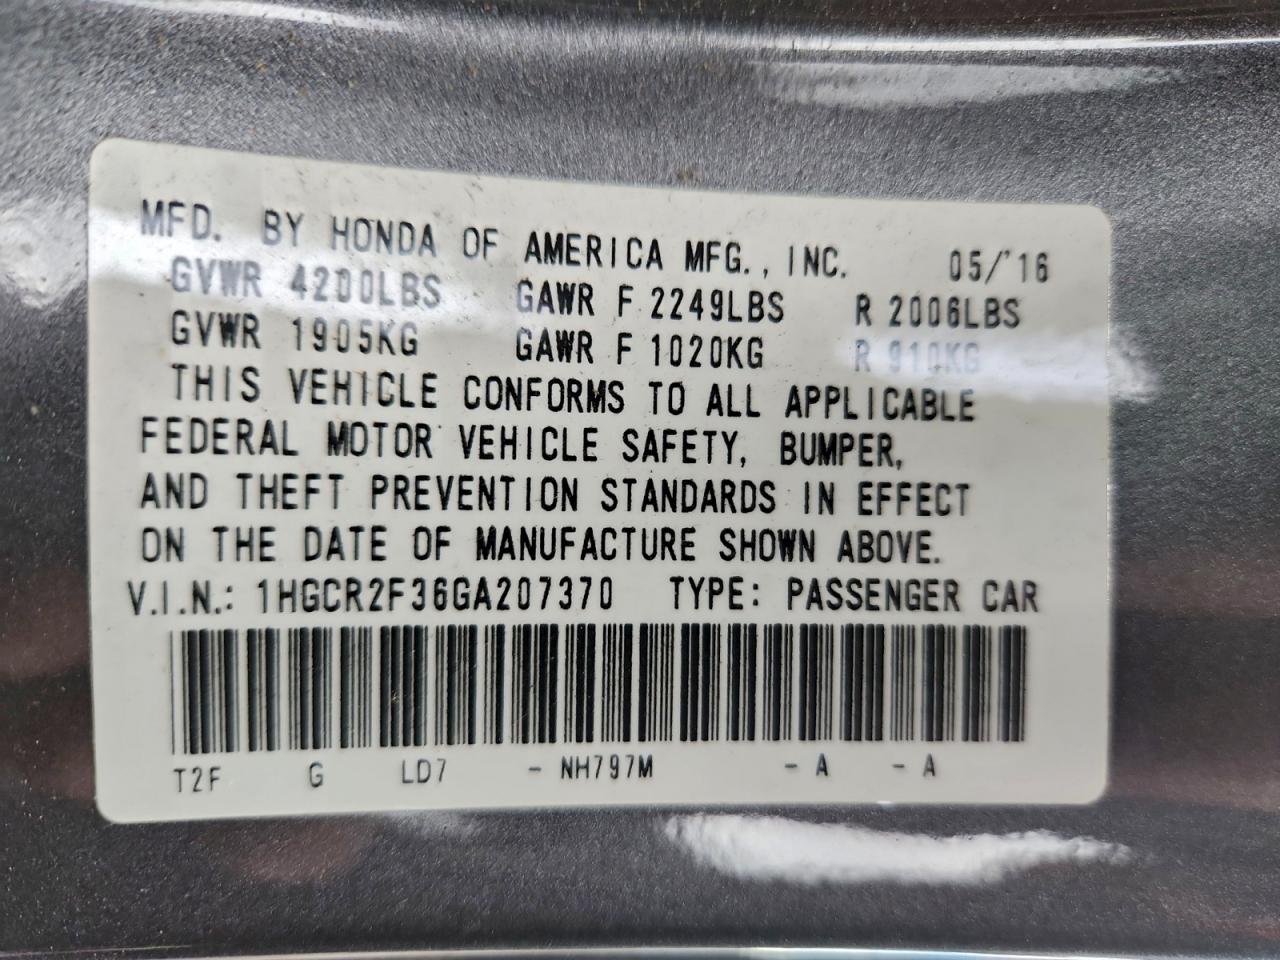 MFD. BY HONDA OF AMERICA MFG., INC. 05/'16
GVWR 4200LBS GAWR F 2249LBS R 2006LBS
GVWR 1905KG GAWR F 1020KG R 910KG
THIS VEHICLE CONFORMS TO ALL APPLICABLE
FEDERAL MOTOR VEHICLE SAFETY, BUMPER,
AND THEFT PREVENTION STANDARDS IN EFFECT
ON THE DATE OF MANUFACTURE SHOWN ABOVE.
V.I.N.: 1HGCR2F36GA207370 TYPE: PASSENGER CAR
T2F G LD7 - NH797M - A - A